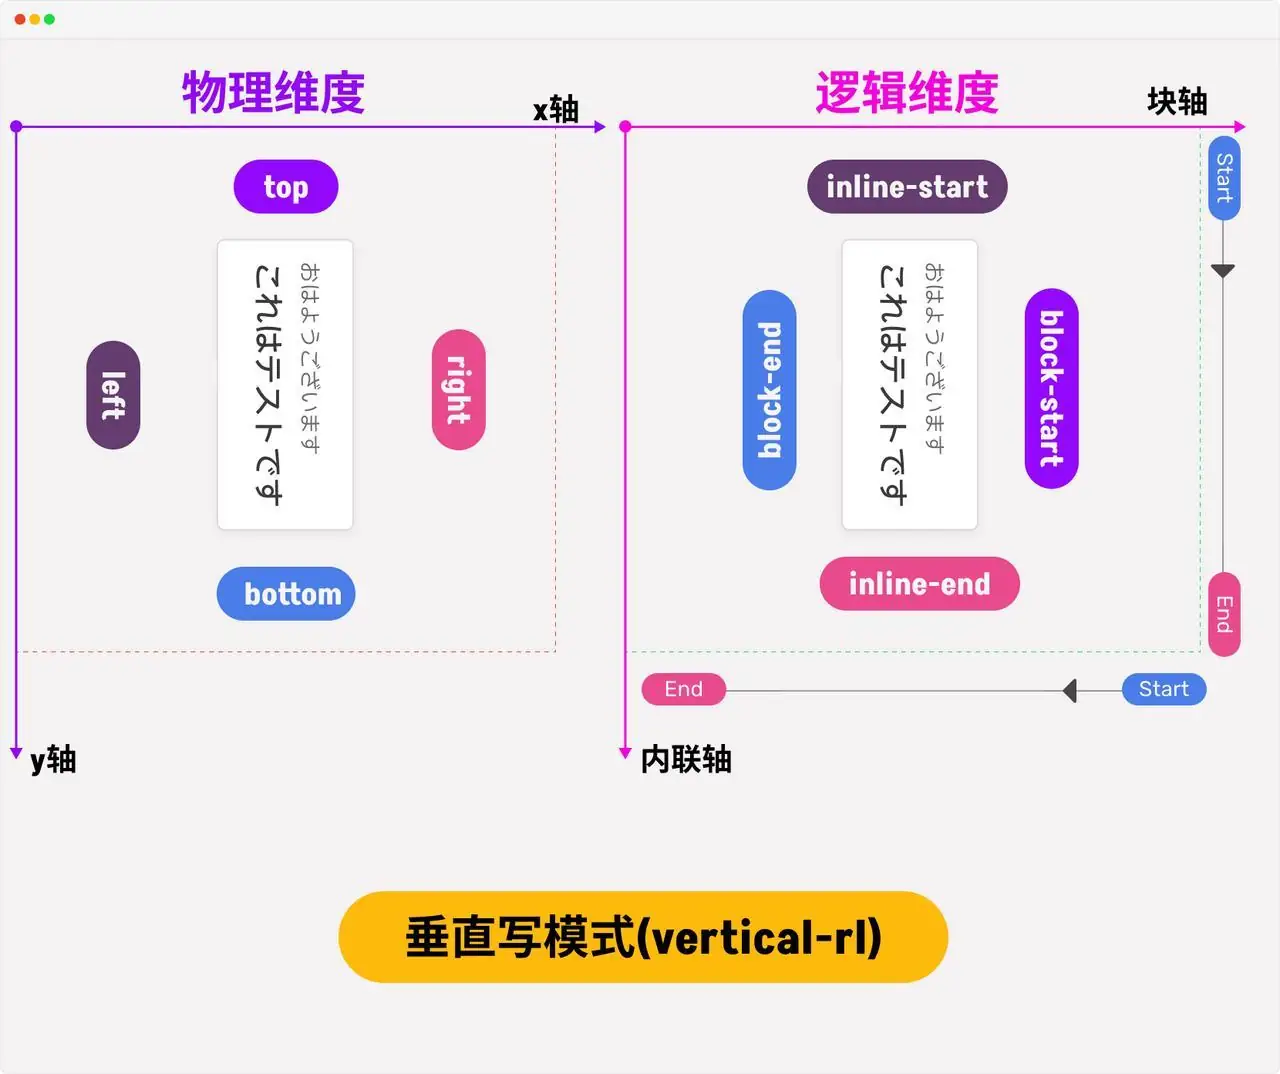 物理维度
x轴
top
left
おはようございます
これはテストです
right
bottom
y轴
逻辑维度
块轴
inline-start
Start
block-end
おはようございます
これはテストです
block-start
inline-end
End
End
Start
内联轴
垂直写模式(vertical-rl)